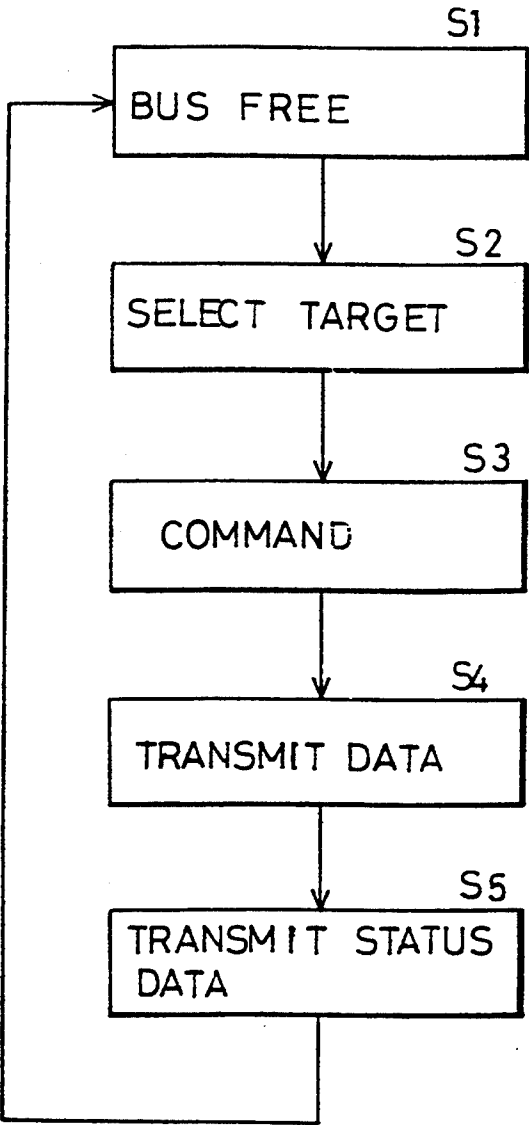 S1
BUS FREE
S2
SELECT TARGET
S3
COMMAND
S4
TRANSMIT DATA
S5
TRANSMIT STATUS
DATA